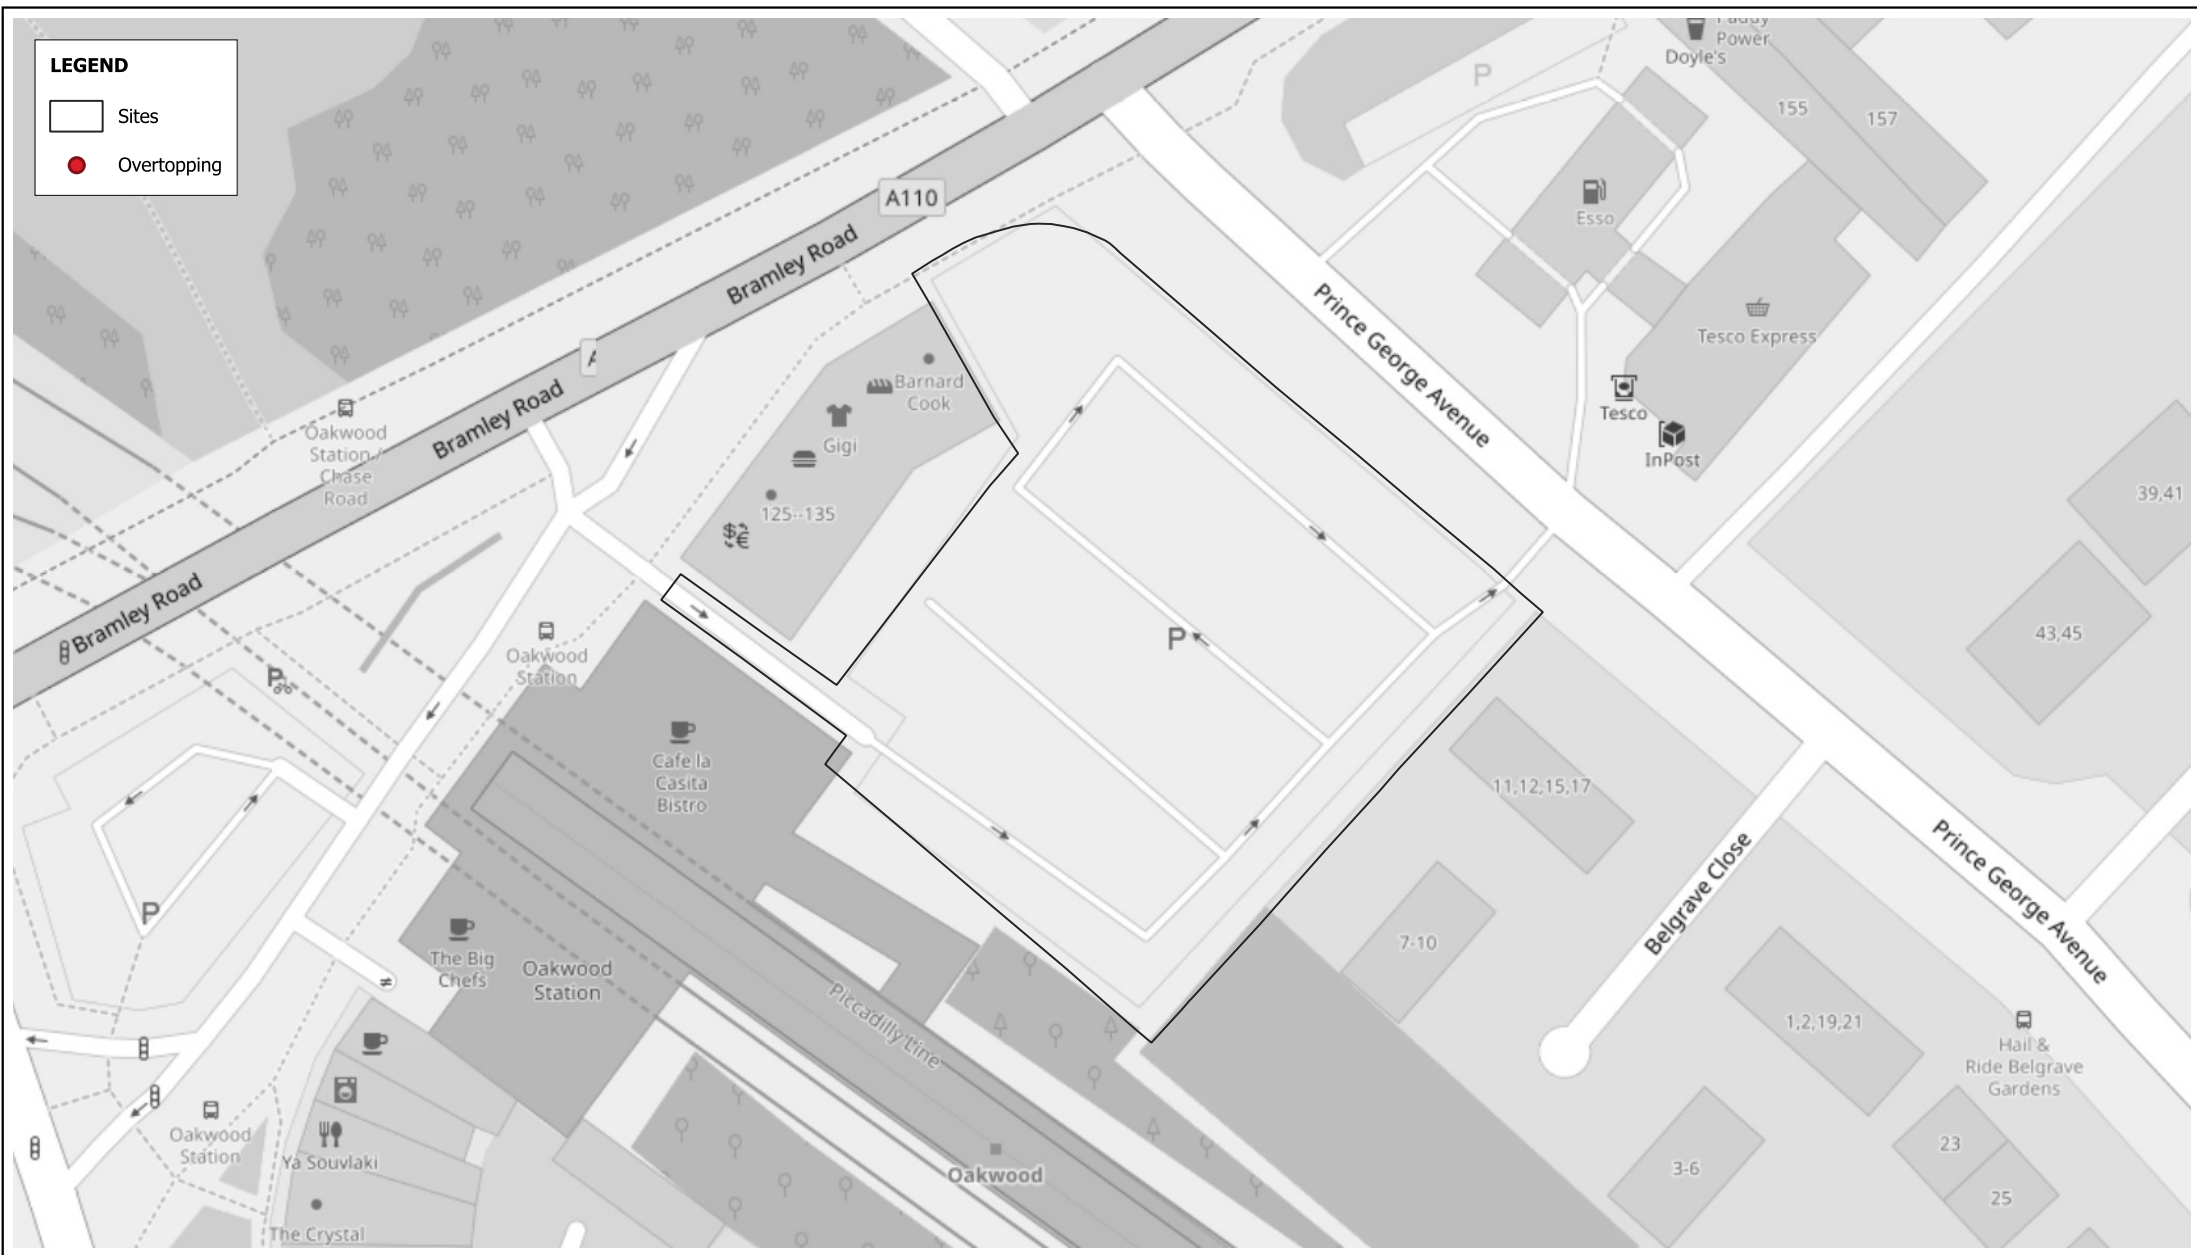 LEGEND
Sites
Overtopping
Paddy
Power
Doyle's
P
155
157
A110
Bramley Road
Esso
Prince George Avenue
Tesco Express
Tesco
InPost
39,41
A
Bramley Road
Oakwood
Station /
Chase
Road
Barnard
Cook
Gigi
125--135
$
€
Bramley Road
P
Oakwood
Station
P
43,45
Cafe la
Casita
Bistro
11,12,15,17
Belgrave Close
Prince George Avenue
P
The Big
Chefs
Oakwood
Station
7-10
Piccadilly Line
1,2,19,21
Hail &
Ride Belgrave
Gardens
Oakwood
Station
Ya Souvlaki
Oakwood
3-6
23
25
The Crystal